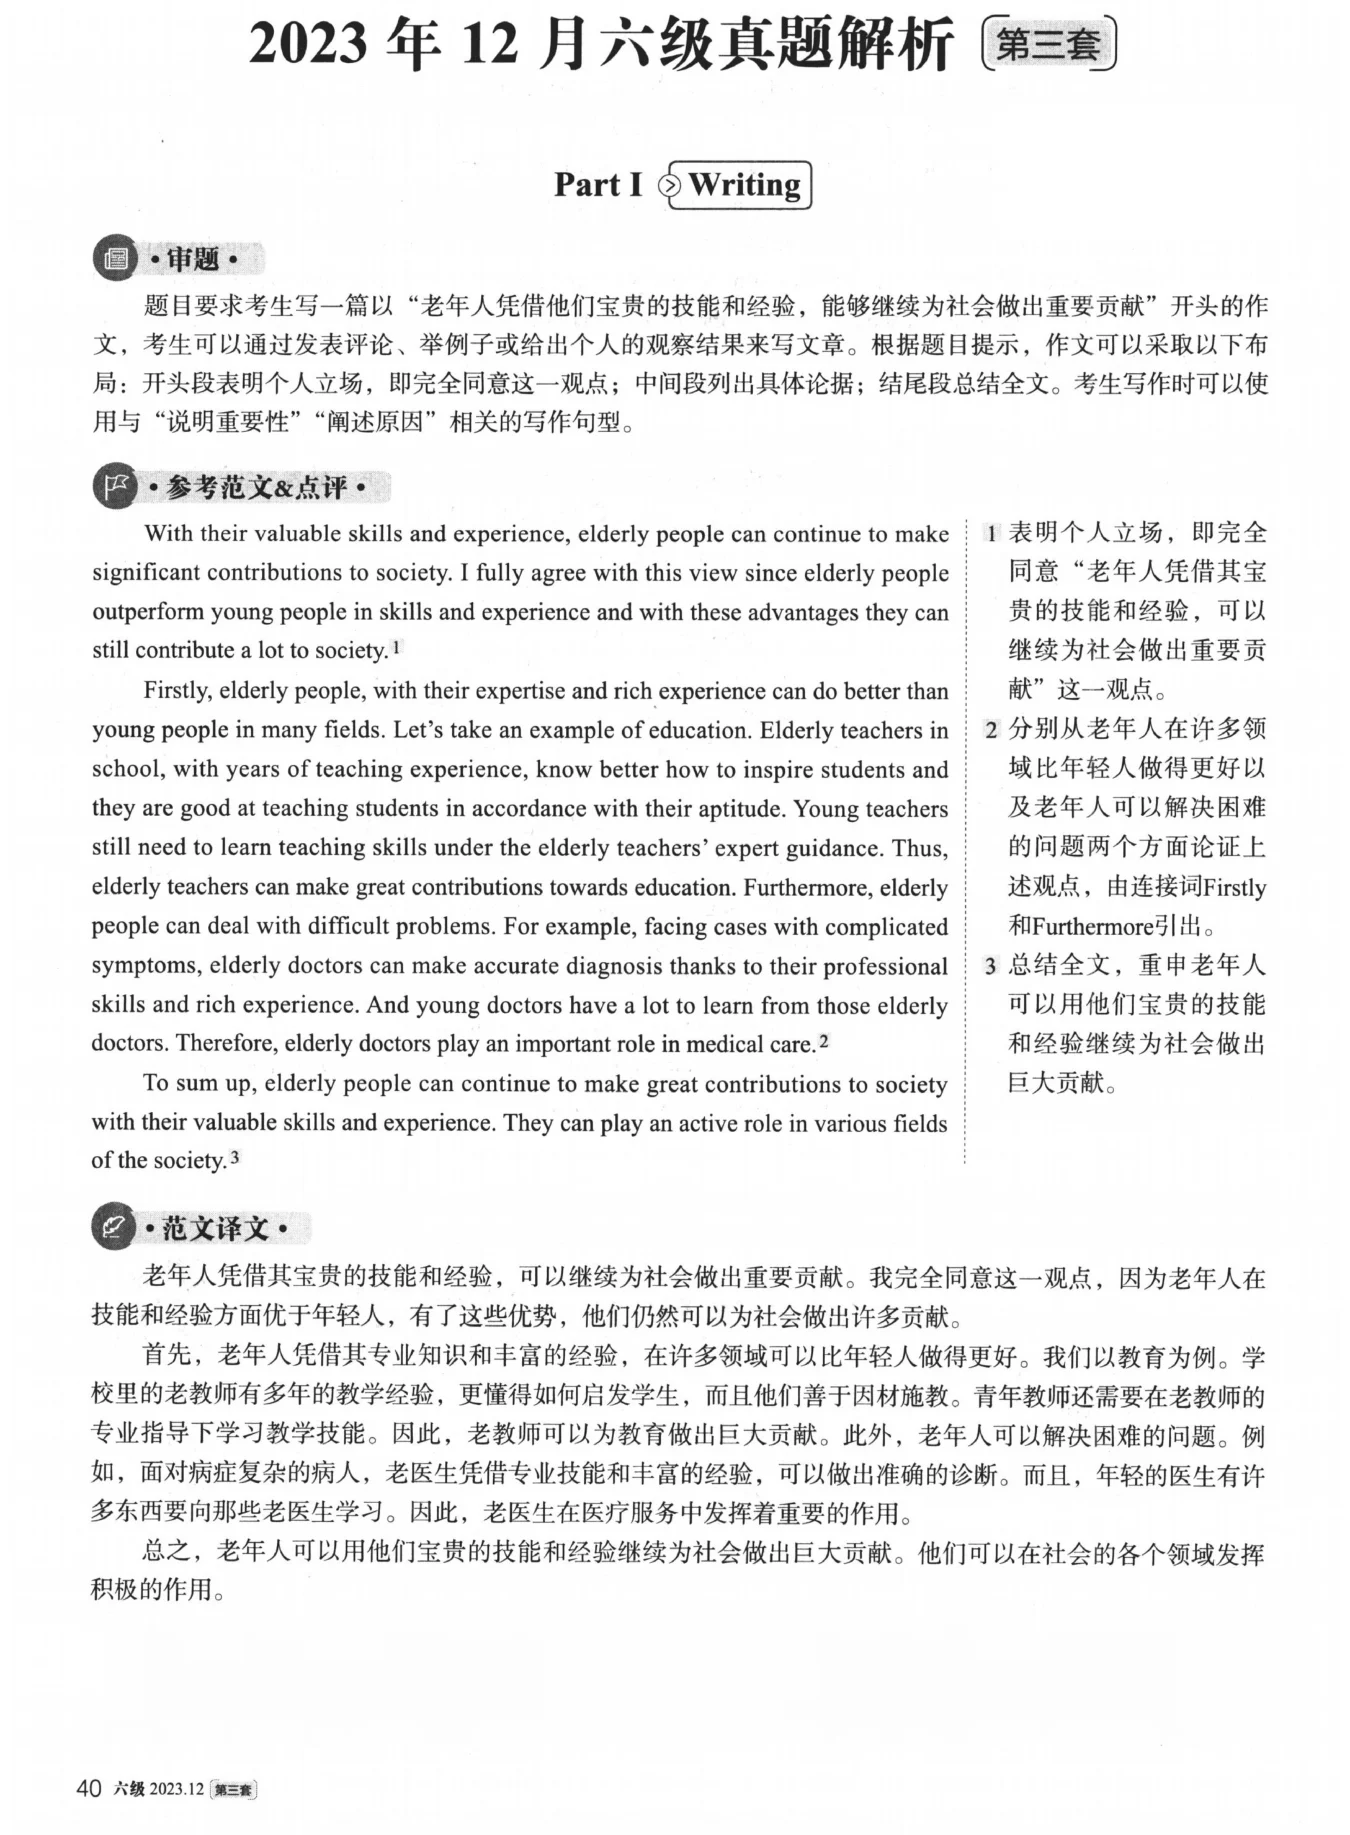 2023 年 12 月六级真题解析 第三套
Part I > Writing
·审题·
题目要求考生写一篇以“老年人凭借他们宝贵的技能和经验，能够继续为社会做出重要贡献”开头的作
文，考生可以通过发表评论、举例子或给出个人的观察结果来写文章。根据题目提示，作文可以采取以下布
局：开头段表明个人立场，即完全同意这一观点；中间段列出具体论据；结尾段总结全文。考生写作时可以使
用与“说明重要性”“阐述原因”相关的写作句型。
·参考范文&点评·
With their valuable skills and experience, elderly people can continue to make
significant contributions to society. I fully agree with this view since elderly people
outperform young people in skills and experience and with these advantages they can
still contribute a lot to society.1
Firstly, elderly people, with their expertise and rich experience can do better than
young people in many fields. Let’s take an example of education. Elderly teachers in
school, with years of teaching experience, know better how to inspire students and
they are good at teaching students in accordance with their aptitude. Young teachers
still need to learn teaching skills under the elderly teachers’ expert guidance. Thus,
elderly teachers can make great contributions towards education. Furthermore, elderly
people can deal with difficult problems. For example, facing cases with complicated
symptoms, elderly doctors can make accurate diagnosis thanks to their professional
skills and rich experience. And young doctors have a lot to learn from those elderly
doctors. Therefore, elderly doctors play an important role in medical care.2
To sum up, elderly people can continue to make great contributions to society
with their valuable skills and experience. They can play an active role in various fields
of the society.3
1 表明个人立场，即完全
同意“老年人凭借其宝
贵的技能和经验，可以
继续为社会做出重要贡
献”这一观点。
2 分别从老年人在许多领
域比年轻人做得更好以
及老年人可以解决困难
的问题两个方面论证上
述观点，由连接词Firstly
和Furthermore引出。
3 总结全文，重申老年人
可以用他们宝贵的技能
和经验继续为社会做出
巨大贡献。
·范文译文·
老年人凭借其宝贵的技能和经验，可以继续为社会做出重要贡献。我完全同意这一观点，因为老年人在
技能和经验方面优于年轻人，有了这些优势，他们仍然可以为社会做出许多贡献。
首先，老年人凭借其专业知识和丰富的经验，在许多领域可以比年轻人做得更好。我们以教育为例。学
校里的老教师有多年的教学经验，更懂得如何启发学生，而且他们善于因材施教。青年教师还需要在老教师的
专业指导下学习教学技能。因此，老教师可以为教育做出巨大贡献。此外，老年人可以解决困难的问题。例
如，面对病症复杂的病人，老医生凭借专业技能和丰富的经验，可以做出准确的诊断。而且，年轻的医生有许
多东西要向那些老医生学习。因此，老医生在医疗服务中发挥着重要的作用。
总之，老年人可以用他们宝贵的技能和经验继续为社会做出巨大贡献。他们可以在社会的各个领域发挥
积极的作用。
40 六级 2023.12 第三套